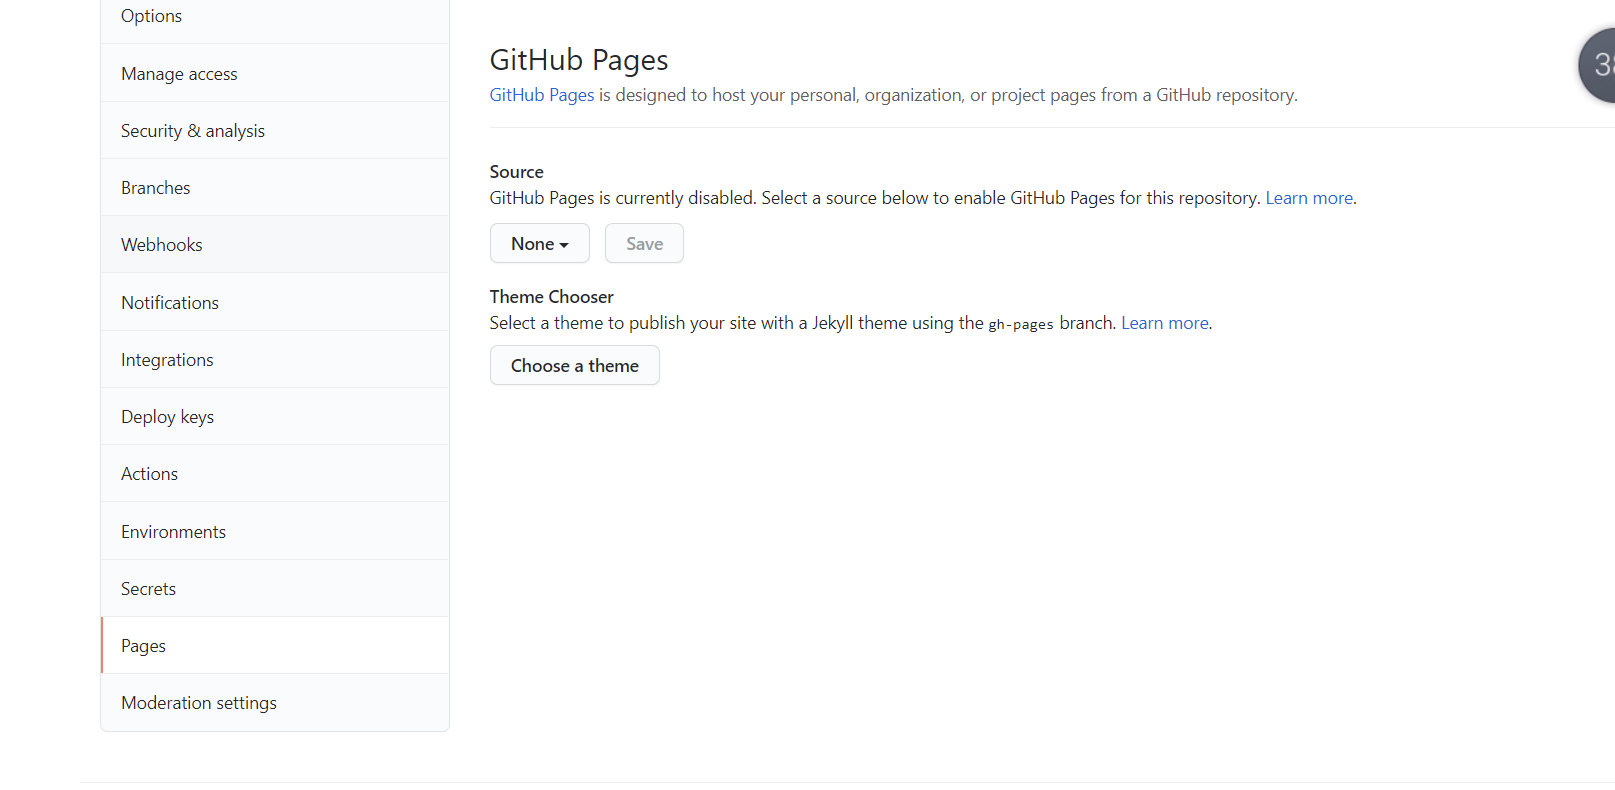 Options
Manage access
Security & analysis
Branches
Webhooks
Notifications
Integrations
Deploy keys
Actions
Environments
Secrets
Pages
Moderation settings
GitHub Pages
GitHub Pages is designed to host your personal, organization, or project pages from a GitHub repository.
Source
GitHub Pages is currently disabled. Select a source below to enable GitHub Pages for this repository. Learn more.
None Save
Theme Chooser
Select a theme to publish your site with a Jekyll theme using the gh-pages branch. Learn more.
Choose a theme